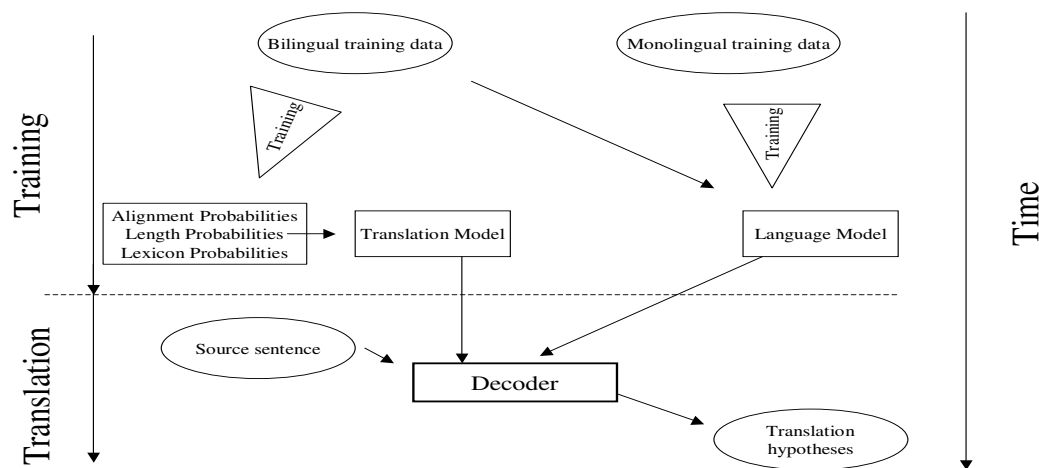 Bilingual training data
Monolingual training data
Training
Training
Training
Alignment Probabilities
Length Probabilities
Lexicon Probabilities
Translation Model
Language Model
Time
Translation
Source sentence
Decoder
Translation
hypotheses